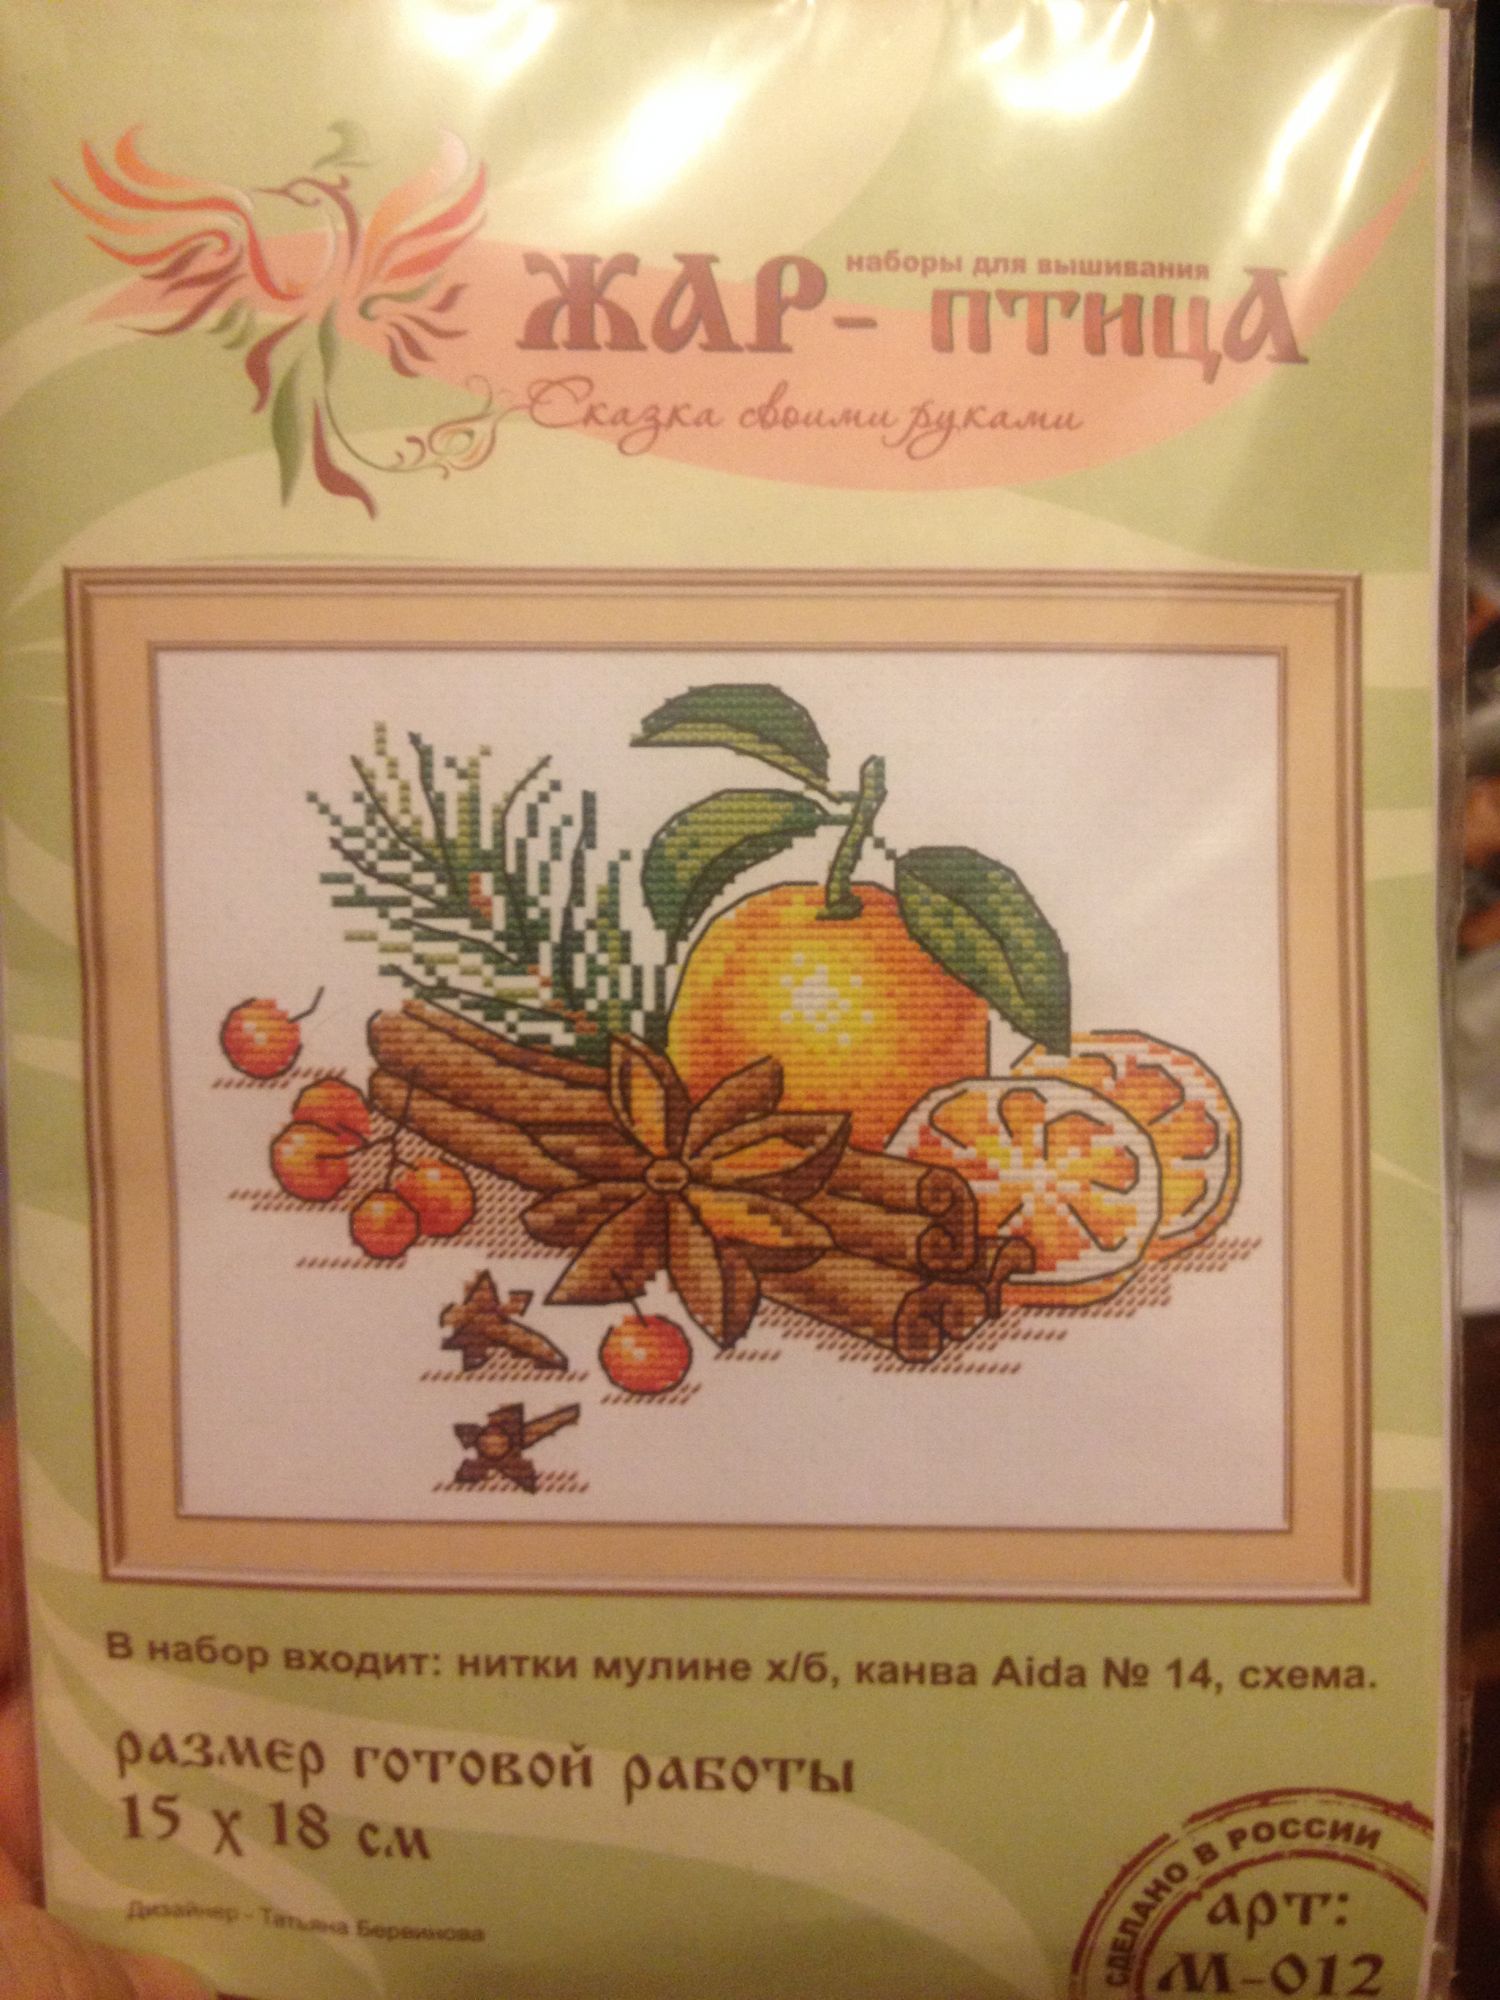 наборы для вышивания
ЖАР-ПТИЦА
Сказка своими руками
В набор входит: нитки мулине х/б, канва Aida № 14, схема.
размер готовой работы
15 х 18 см
Дизайнер - Татьяна Бервинова
СДЕЛАНО В РОССИИ
арт:
М-012